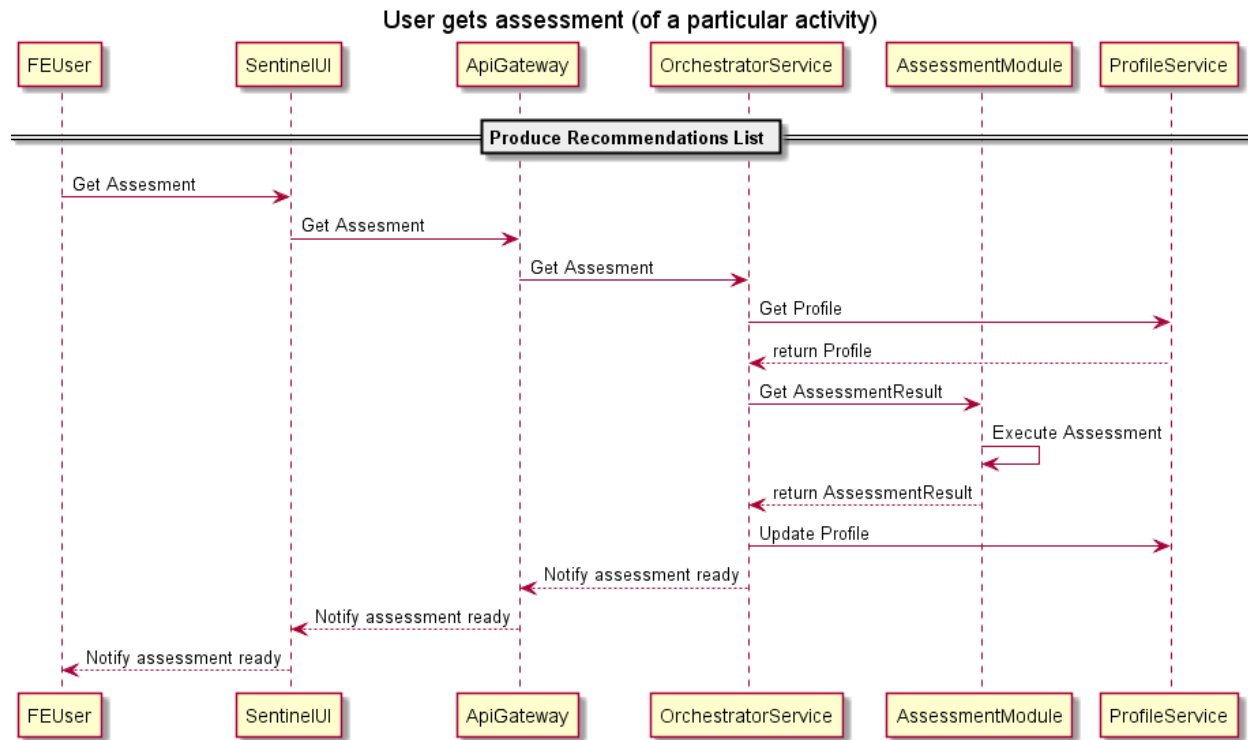 User gets assessment (of a particular activity)
FEUser
SentinelUI
ApiGateway
OrchestratorService
AssessmentModule
ProfileService
Produce Recommendations List
Get Assesment
Get Assesment
Get Assesment
Get Profile
return Profile
Get AssessmentResult
Execute Assessment
return AssessmentResult
Update Profile
Notify assessment ready
Notify assessment ready
Notify assessment ready
FEUser
SentinelUI
ApiGateway
OrchestratorService
AssessmentModule
ProfileService